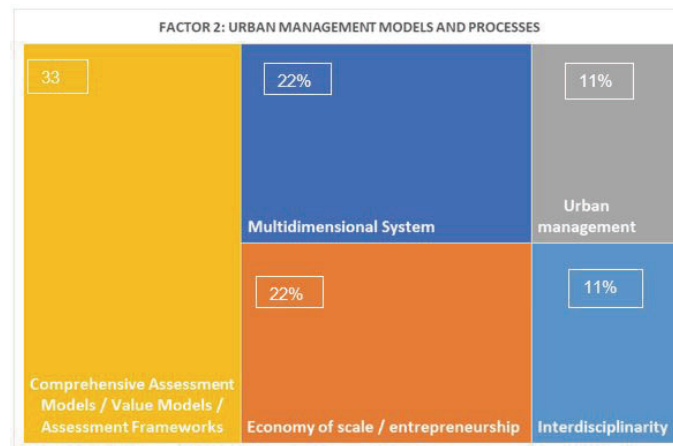 FACTOR 2: URBAN MANAGEMENT MODELS AND PROCESSES
33
22%
11%
Multidimensional System
Urban
management
22%
11%
Comprehensive Assessment
Models / Value Models /
Assessment Frameworks
Economy of scale / entrepreneurship
Interdisciplinarity